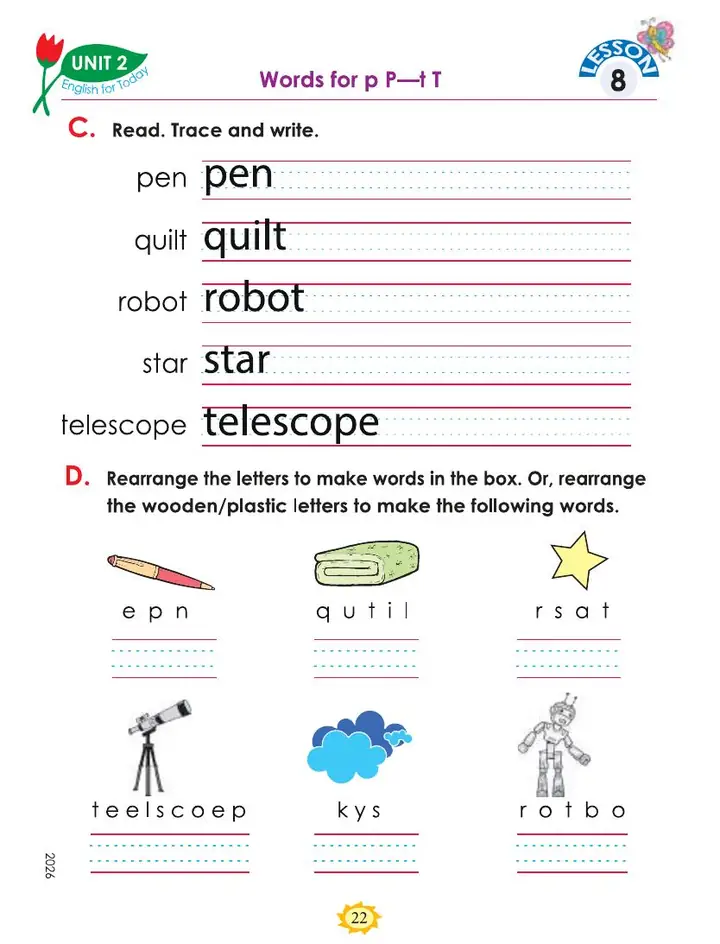 UNIT 2
English for Today
Words for p P—t T
LESSON
8
C. Read. Trace and write.
pen pen
quilt quilt
robot robot
star star
telescope telescope
D. Rearrange the letters to make words in the box. Or, rearrange
the wooden/plastic letters to make the following words.
e p n
q u t i l
r s a t
t e e l s c o e p
k y s
r o t b o
2026
22